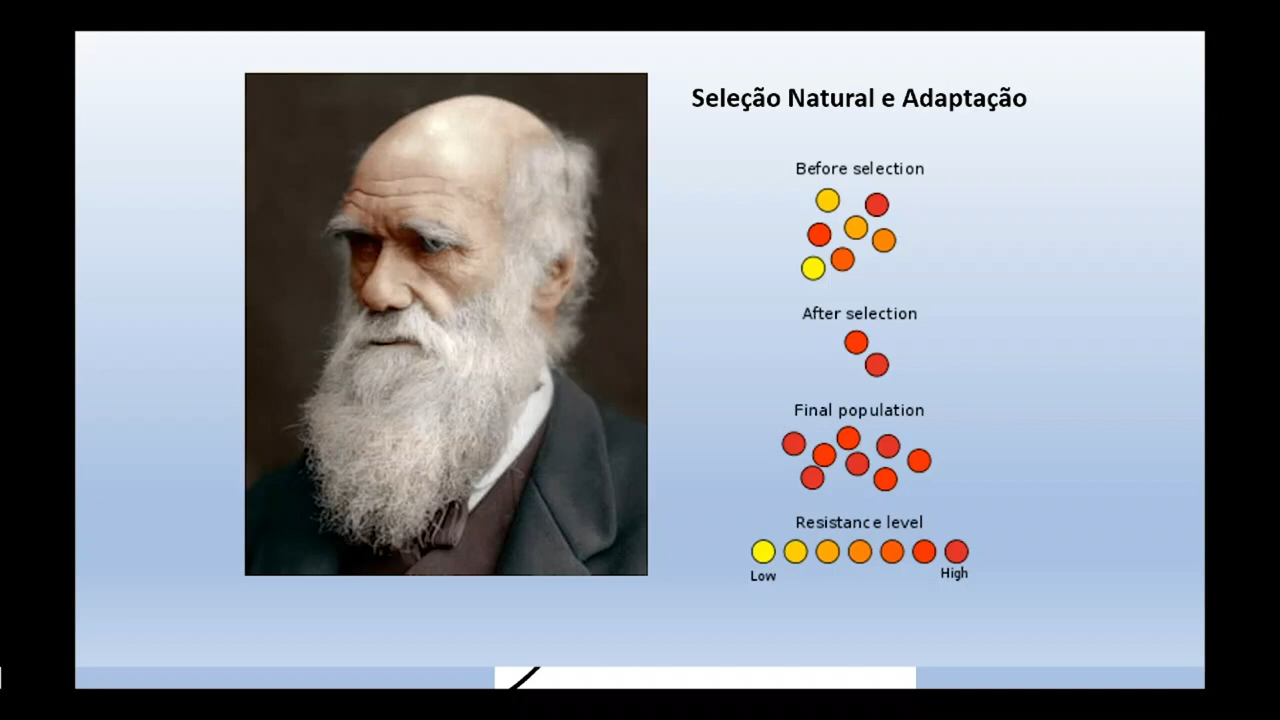 Seleção Natural e Adaptação
Before selection
After selection
Final population
Resistance level
Low
High